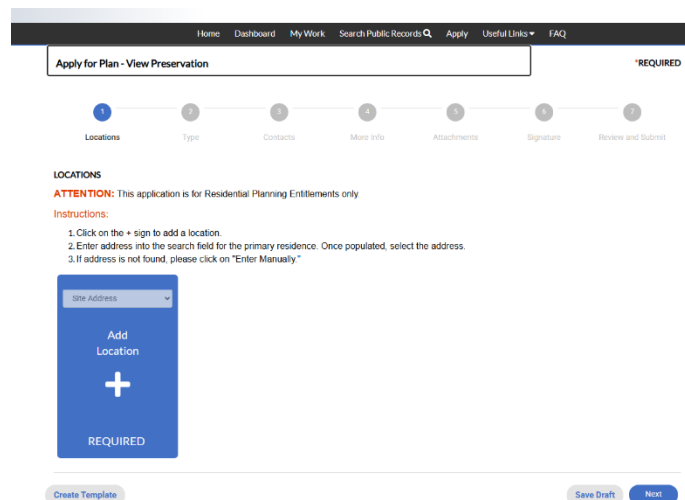 Home Dashboard My Work Search Public Records Apply Useful Links FAQ
Apply for Plan - View Preservation
*REQUIRED
1 2 3 4 5 6 7
Locations Type Contacts More Info Attachments Signature Review and Submit
LOCATIONS
ATTENTION: This application is for Residential Planning Entitlements only.
Instructions:
1. Click on the + sign to add a location.
2. Enter address into the search field for the primary residence. Once populated, select the address.
3. If address is not found, please click on "Enter Manually."
Site Address
Add
Location
+
REQUIRED
Create Template Save Draft Next